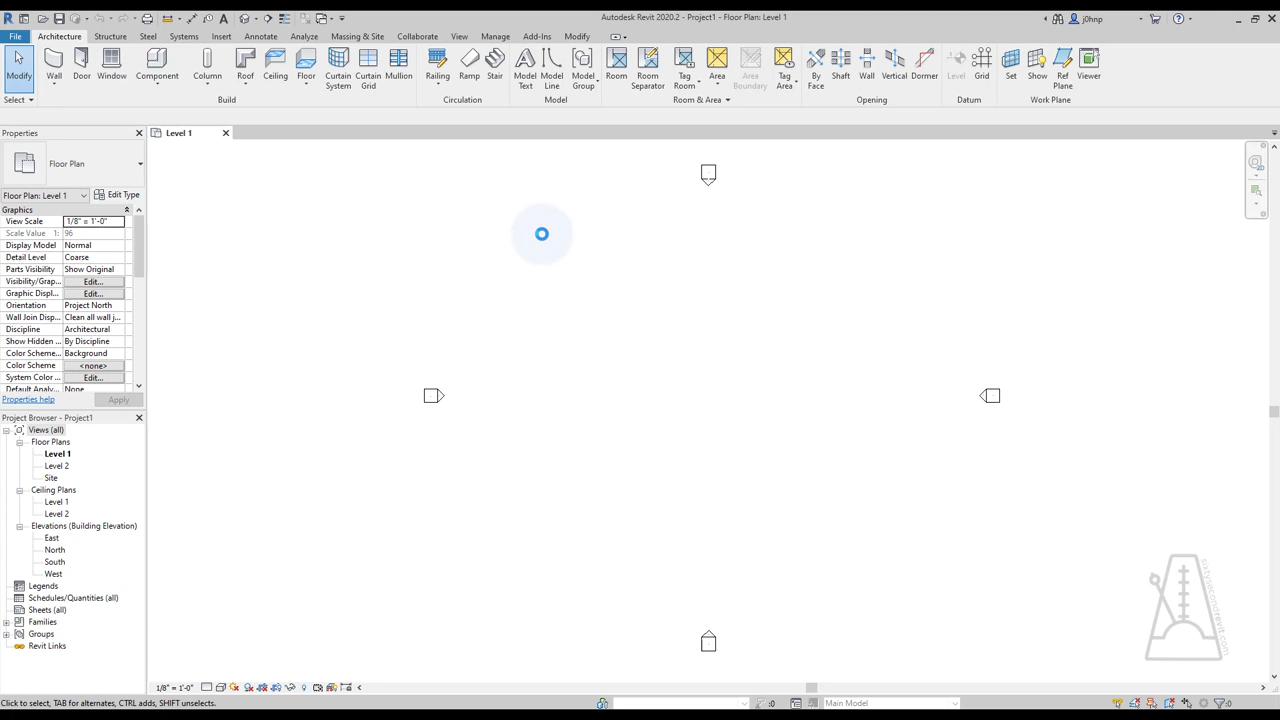 Autodesk Revit 2020.2 - Project1 - Floor Plan: Level 1
j0hnp
File Architecture Structure Steel Systems Insert Annotate Analyze Massing & Site Collaborate View Manage Add-Ins Modify
Modify Wall Door Window Component Column Roof Ceiling Floor Curtain System Curtain Grid Mullion Railing Ramp Stair Model Text Model Line Model Group Room Room Separator Tag Room Area Area Boundary Tag Area By Face Shaft Wall Vertical Dormer Level Grid Set Show Ref Plane Viewer
Select Build Circulation Model Room & Area Opening Datum Work Plane
Properties
Level 1
Floor Plan
Floor Plan: Level 1 Edit Type
Graphics
View Scale 1/8" = 1'-0"
Scale Value 1: 96
Display Model Normal
Detail Level Coarse
Parts Visibility Show Original
Visibility/Grap... Edit...
Graphic Displ... Edit...
Orientation Project North
Wall Join Disp... Clean all wall j...
Discipline Architectural
Show Hidden ... By Discipline
Color Scheme... Background
Color Scheme <none>
System Color ... Edit...
Default Analy... None
Properties help Apply
Project Browser - Project1
Views (all)
Floor Plans
Level 1
Level 2
Site
Ceiling Plans
Level 1
Level 2
Elevations (Building Elevation)
East
North
South
West
Legends
Schedules/Quantities (all)
Sheets (all)
Families
Groups
Revit Links
sixtysecondrevit.com
1/8" = 1'-0"
Click to select, TAB for alternates, CTRL adds, SHIFT unselects. :0 Main Model :0